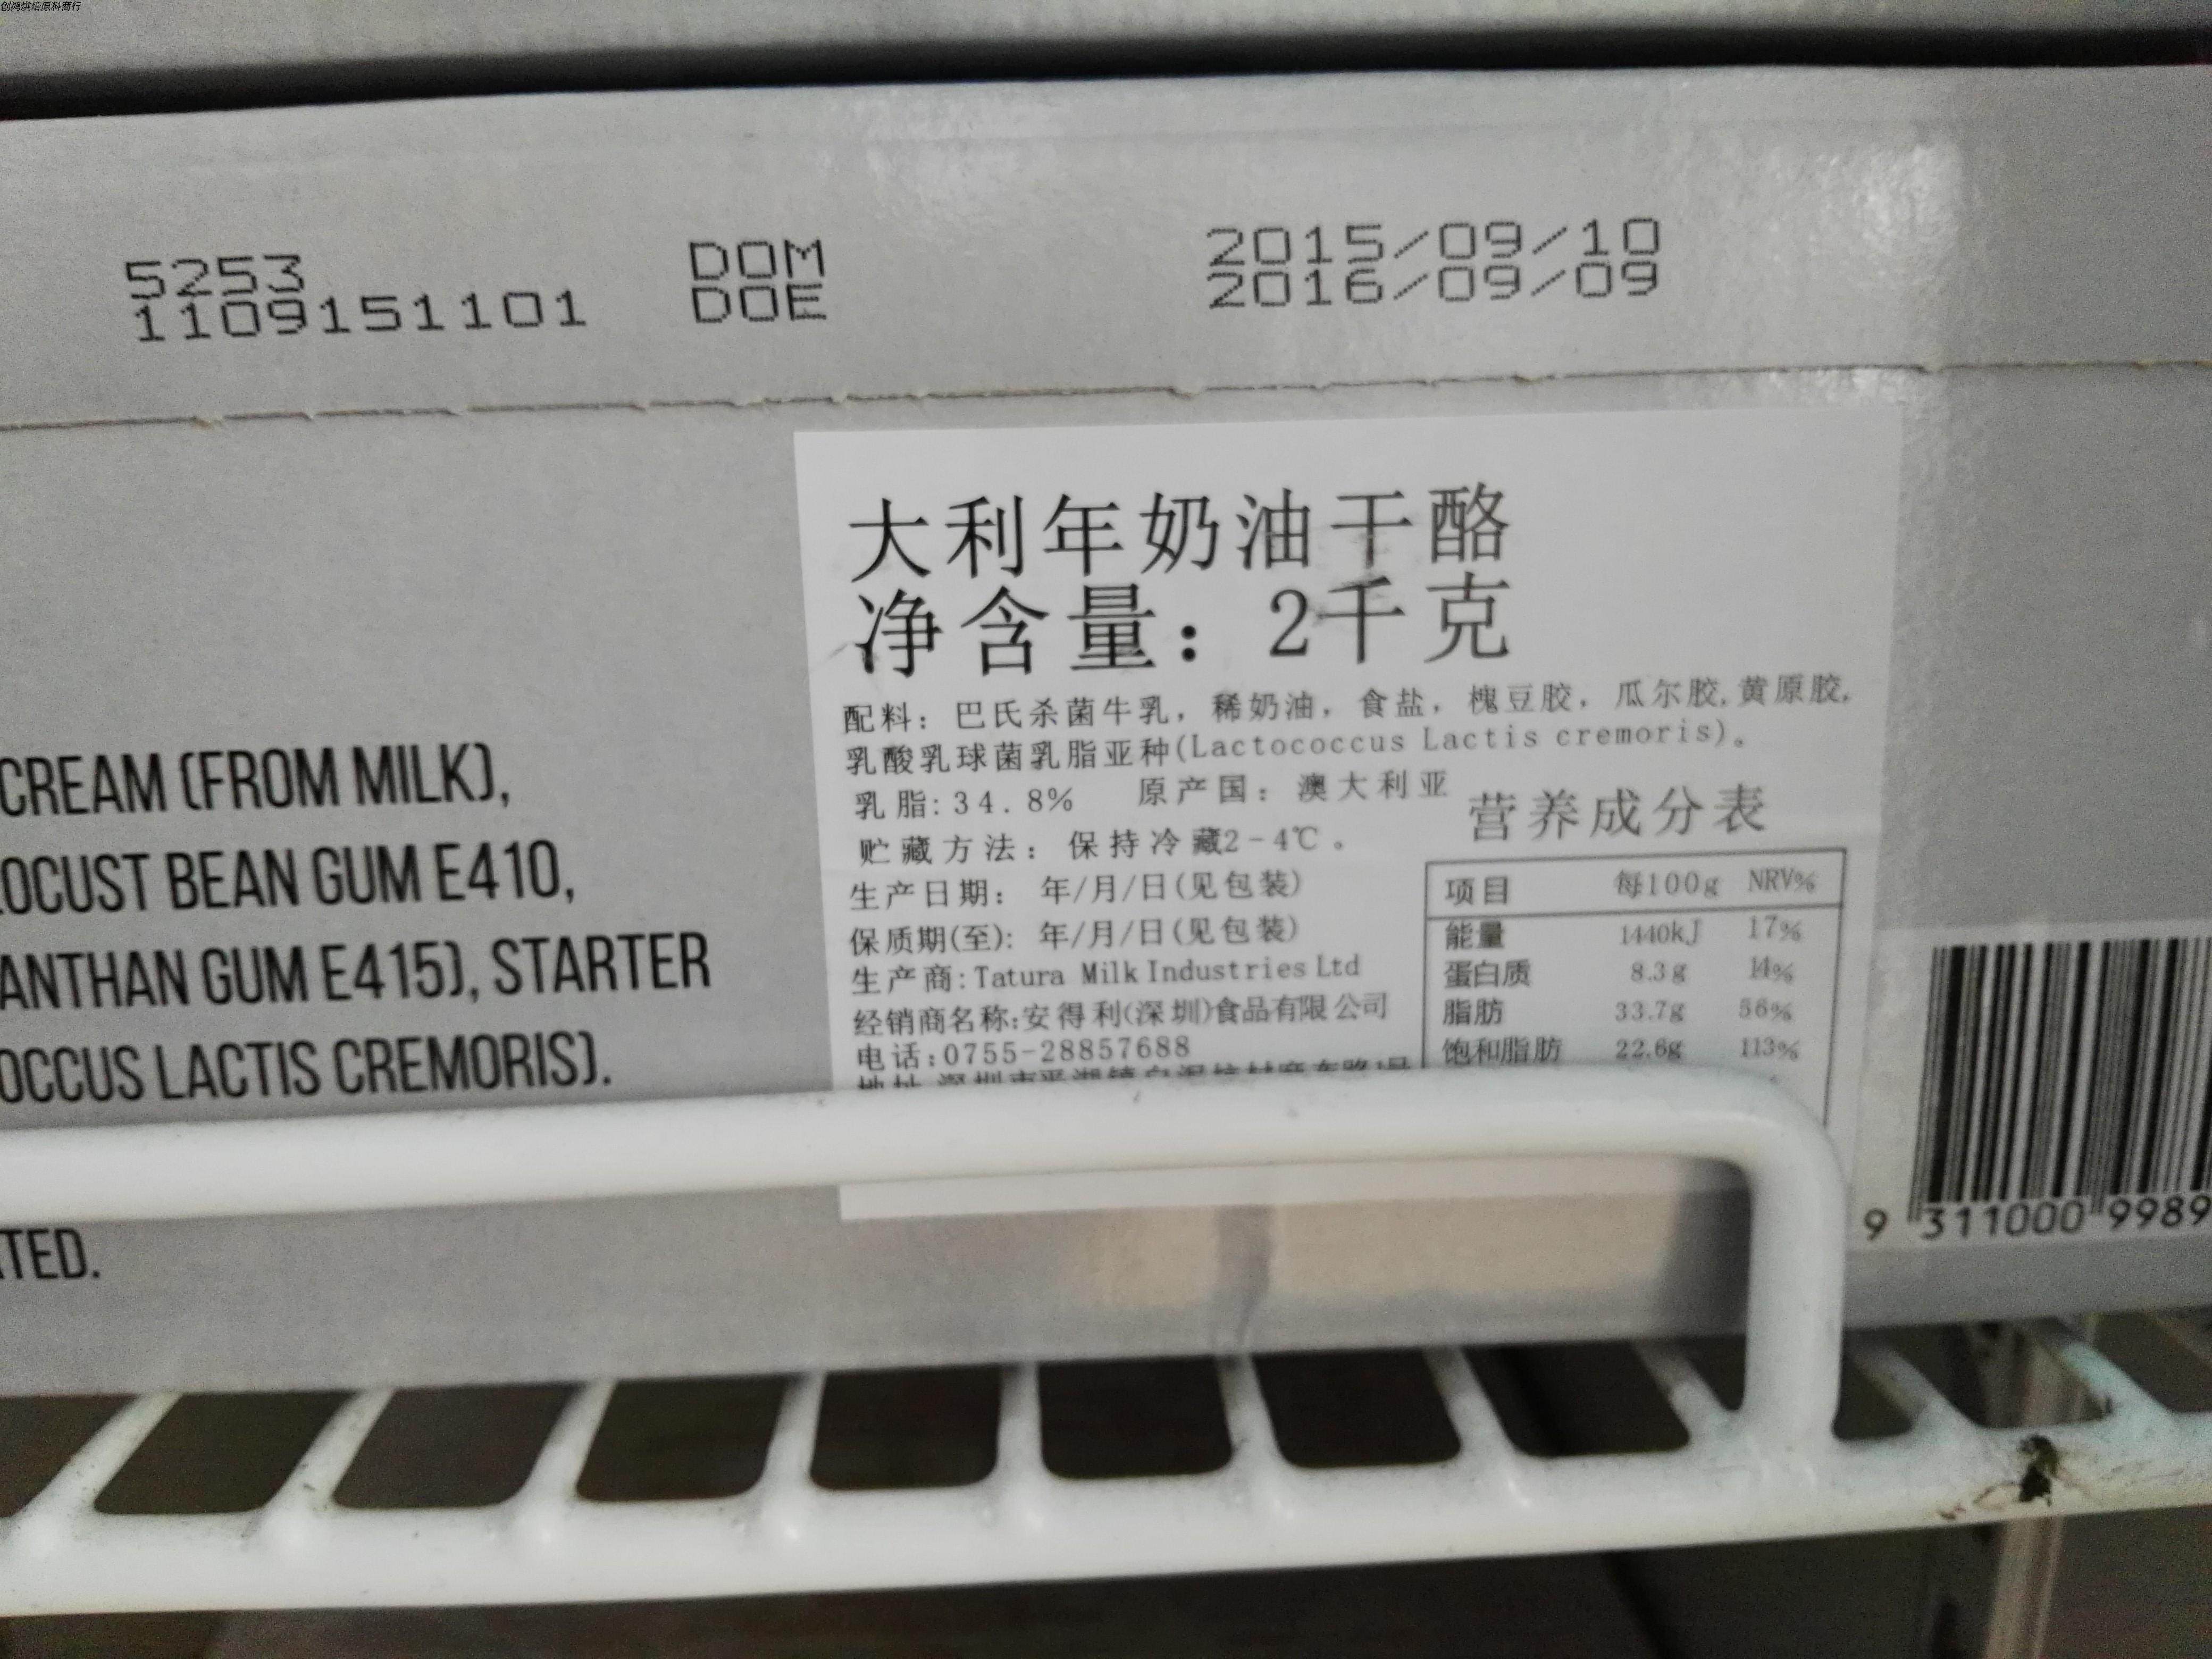 创鸿烘焙原料商行
5253 DOM 2015/09/10
1109151101 DOE 2016/09/09
大利年奶油干酪
净含量：2千克
配料：巴氏杀菌牛乳，稀奶油，食盐，槐豆胶，瓜尔胶,黄原胶,
乳酸乳球菌乳脂亚种(Lactococcus Lactis cremoris)。
乳脂:34.8% 原产国：澳大利亚
贮藏方法：保持冷藏2-4℃。
生产日期：年/月/日(见包装)
保质期(至)：年/月/日(见包装)
生产商:Tatura Milk Industries Ltd
经销商名称:安得利(深圳)食品有限公司
电话:0755-28857688
营养成分表
项目 每100g NRV%
能量 1440kJ 17%
蛋白质 8.3g 14%
脂肪 33.7g 56%
饱和脂肪 22.6g 113%
CREAM (FROM MILK),
LOCUST BEAN GUM E410,
XANTHAN GUM E415), STARTER
OCCUS LACTIS CREMORIS).
TED.
9 311000 9989